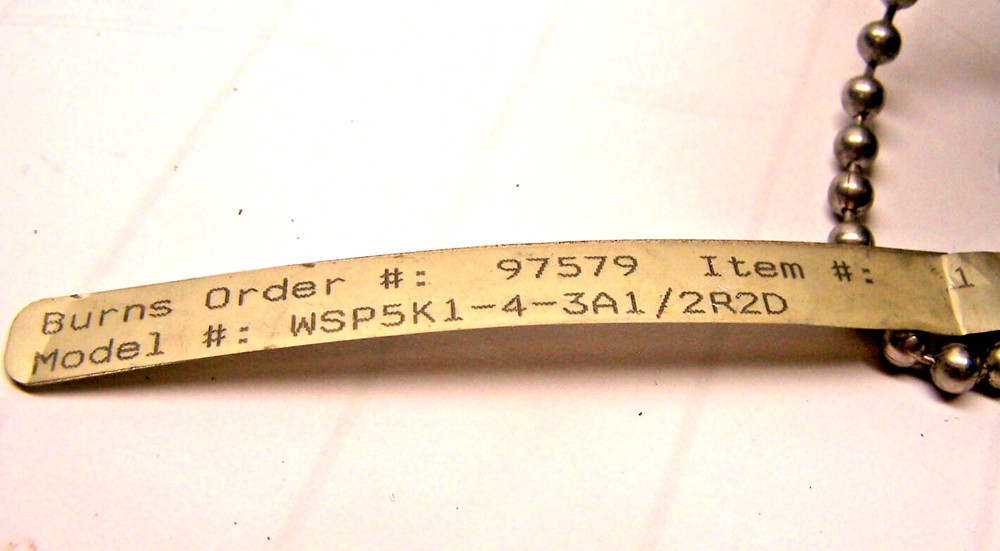 Burns Order #: 97579 Item #: 1
Model #: WSP5K1-4-3A1/2R2D